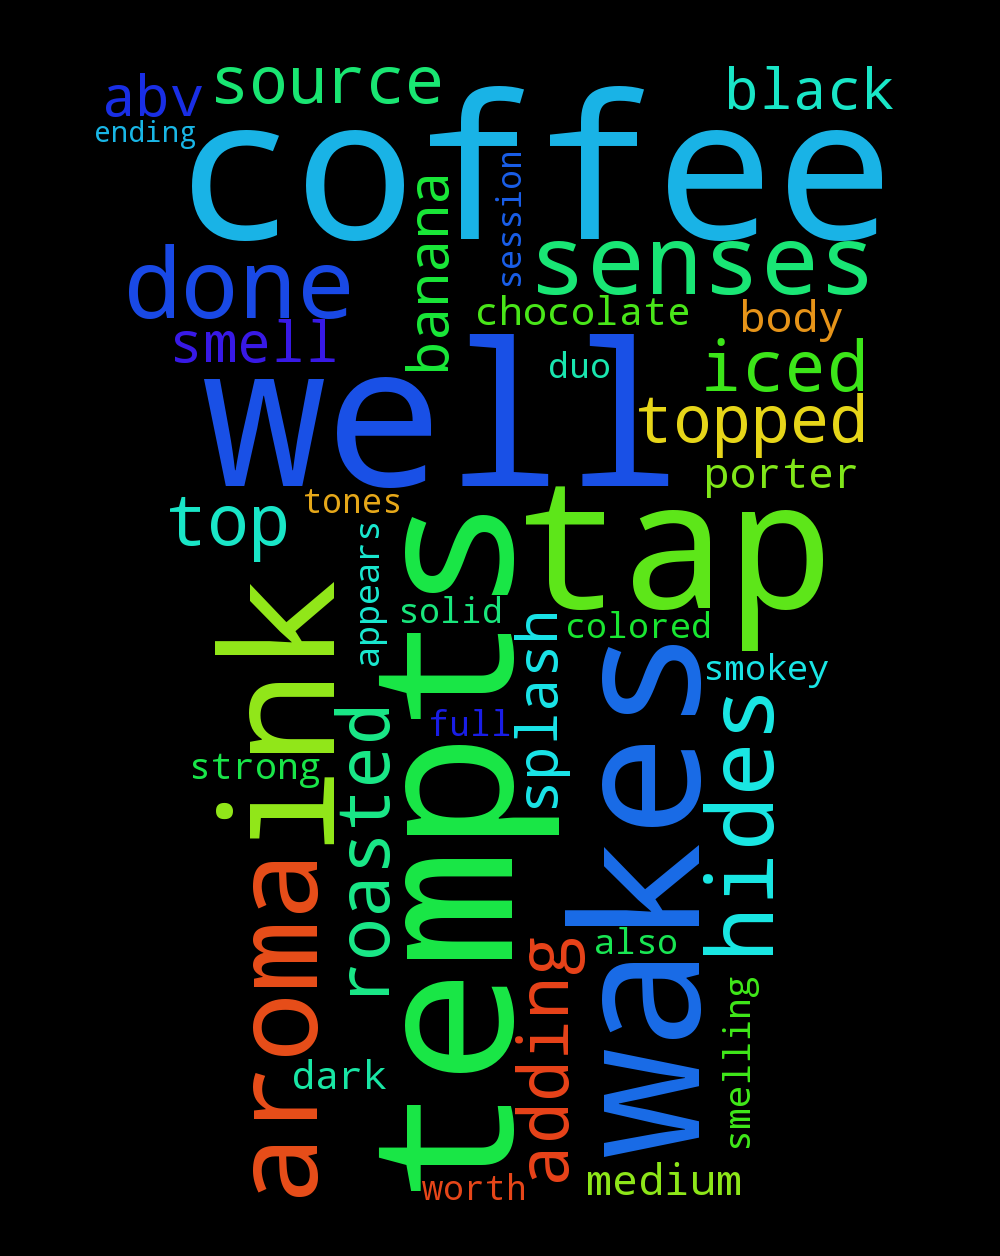 source
black
abv
ending
coffee
session
banana
senses
done
chocolate
body
smell
duo
iced
well
topped
porter
tones
top
tap
appears
solid
colored
ink
splash
smokey
full
hides
strong
roasted
tempts
wakes
aroma
also
adding
smelling
dark
worth
medium